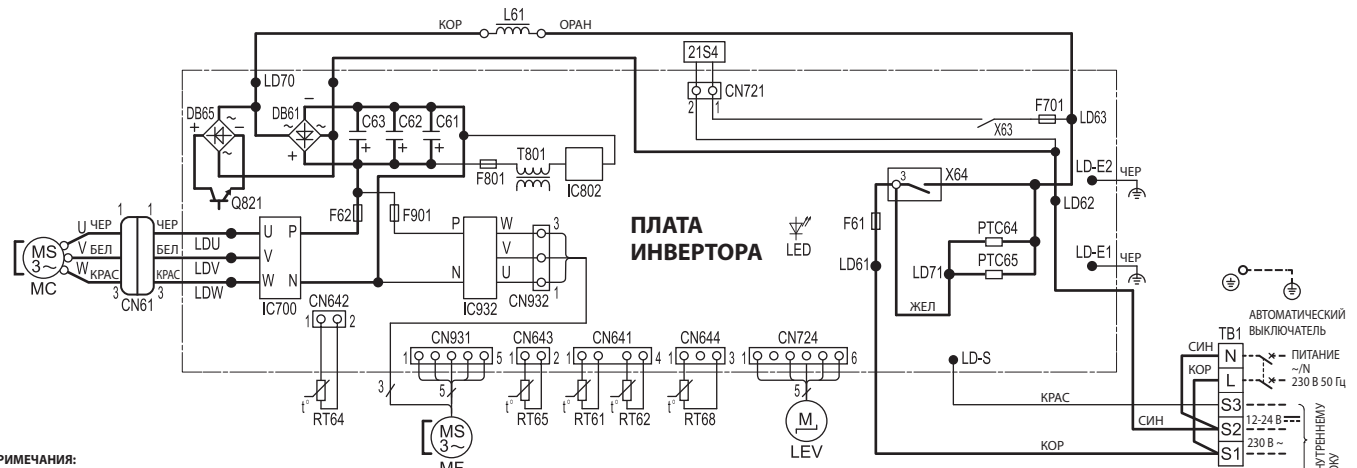 L61
КОР
ОРАН
21S4
LD70
CN721
2
1
F701
X63
LD63
DB65
DB61
C63
C62
C61
+
−
~
~
−
+
~
~
+
+
+
T801
F801
IC802
Q821
LD-E2
ЧЕР
3
X64
LD62
F62
F901
ПЛАТА
ИНВЕРТОРА
LED
F61
PTC64
PTC65
LD61
LD71
ЖЕЛ
LD-E1
ЧЕР
1
1
U
ЧЕР
ЧЕР
LDU
U
P
V
БЕЛ
БЕЛ
LDV
V
W
КРАС
КРАС
LDW
W
N
3
3
MS
3~
MC
CN61
IC700
P
W
3
V
N
U
1
IC932
CN932
CN642
1
2
CN931
1
5
CN643
1
2
CN641
1
4
CN644
1
3
CN724
1
6
LD-S
t°
RT64
3
5
t°
RT65
t°
RT61
t°
RT62
t°
RT68
5
MS
3~
MF
M
LEV
КРАС
СИН
КОР
АВТОМАТИЧЕСКИЙ
ВЫКЛЮЧАТЕЛЬ
TB1
СИН
N
ПИТАНИЕ
~/N
КОР
L
230 В 50 Гц
S3
S2
12-24 В
S1
230 В ~
РИМЕЧАНИЯ: